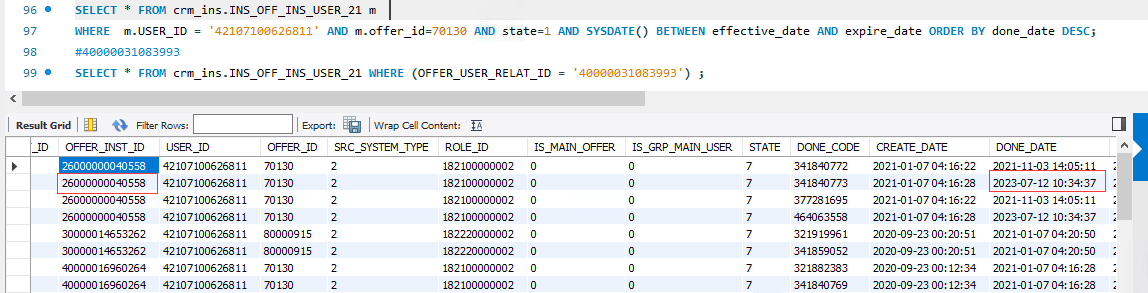 96 SELECT * FROM crm_ins.INS_OFF_INS_USER_21 m
97 WHERE m.USER_ID = '42107100626811' AND m.offer_id=70130 AND state=1 AND SYSDATE() BETWEEN effective_date AND expire_date ORDER BY done_date DESC;
98 #40000031083993
99 SELECT * FROM crm_ins.INS_OFF_INS_USER_21 WHERE (OFFER_USER_RELAT_ID = '40000031083993') ;
Result Grid Filter Rows: Export: Wrap Cell Content:
_ID OFFER_INST_ID USER_ID OFFER_ID SRC_SYSTEM_TYPE ROLE_ID IS_MAIN_OFFER IS_GRP_MAIN_USER STATE DONE_CODE CREATE_DATE DONE_DATE
26000000040558 42107100626811 70130 2 182100000002 0 0 7 341840772 2021-01-07 04:16:22 2021-11-03 14:05:11
26000000040558 42107100626811 70130 2 182100000002 0 0 7 341840773 2021-01-07 04:16:28 2023-07-12 10:34:37
26000000040558 42107100626811 70130 2 182100000002 0 0 7 377281695 2021-01-07 04:16:22 2021-11-03 14:05:11
26000000040558 42107100626811 70130 2 182100000002 0 0 7 464063558 2021-01-07 04:16:28 2023-07-12 10:34:37
30000014653262 42107100626811 80000915 2 182220000002 0 0 7 321919961 2020-09-23 00:20:51 2021-01-07 04:20:50
30000014653262 42107100626811 80000915 2 182220000002 0 0 7 341859052 2020-09-23 00:20:51 2021-01-07 04:20:50
40000016960264 42107100626811 70130 2 182100000002 0 0 7 321882383 2020-09-23 00:12:34 2021-01-07 04:16:28
40000016960264 42107100626811 70130 2 182100000002 0 0 7 341840769 2020-09-23 00:12:34 2021-01-07 04:16:28